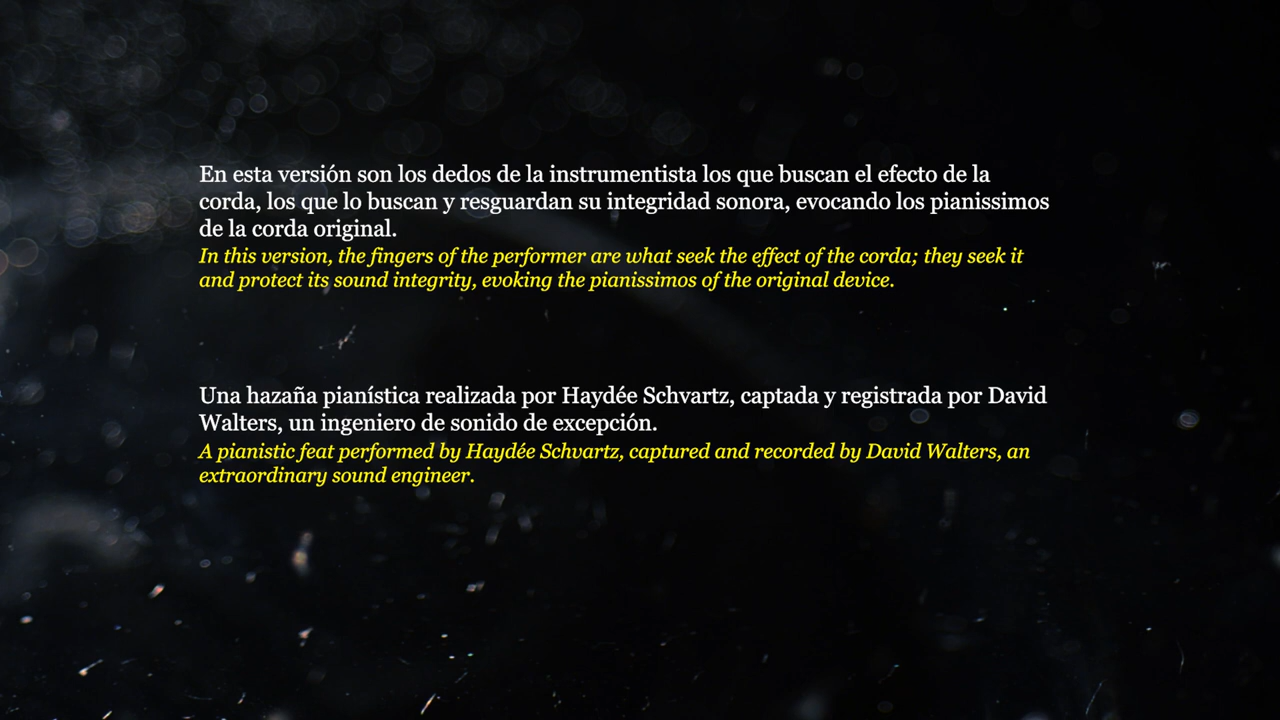 En esta versión son los dedos de la instrumentista los que buscan el efecto de la
corda, los que lo buscan y resguardan su integridad sonora, evocando los pianissimos
de la corda original.
In this version, the fingers of the performer are what seek the effect of the corda; they seek it
and protect its sound integrity, evoking the pianissimos of the original device.
Una hazaña pianística realizada por Haydée Schvartz, captada y registrada por David
Walters, un ingeniero de sonido de excepción.
A pianistic feat performed by Haydée Schvartz, captured and recorded by David Walters, an
extraordinary sound engineer.